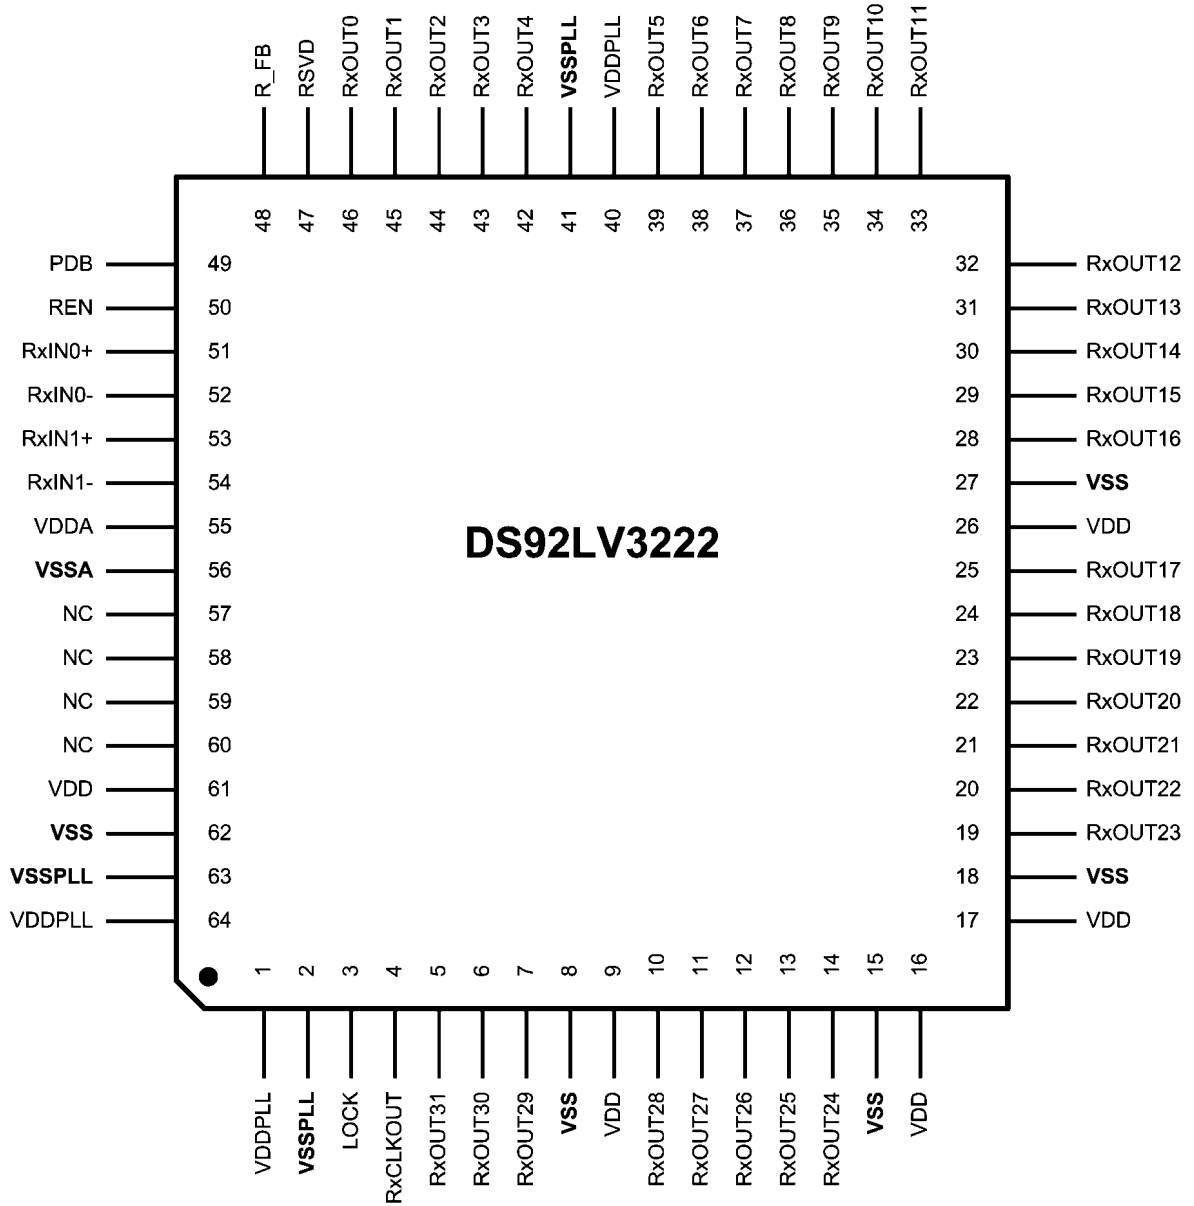 R_FB RSVD RxOUT0 RxOUT1 RxOUT2 RxOUT3 RxOUT4 VSSPLL VDDPLL RxOUT5 RxOUT6 RxOUT7 RxOUT8 RxOUT9 RxOUT10 RxOUT11
48 47 46 45 44 43 42 41 40 39 38 37 36 35 34 33
PDB 49 32 RxOUT12
REN 50 31 RxOUT13
RxIN0+ 51 30 RxOUT14
RxIN0- 52 29 RxOUT15
RxIN1+ 53 28 RxOUT16
RxIN1- 54 27 VSS
VDDA 55 26 VDD
DS92LV3222
VSSA 56 25 RxOUT17
NC 57 24 RxOUT18
NC 58 23 RxOUT19
NC 59 22 RxOUT20
NC 60 21 RxOUT21
VDD 61 20 RxOUT22
VSS 62 19 RxOUT23
VSSPLL 63 18 VSS
VDDPLL 64 17 VDD
1 2 3 4 5 6 7 8 9 10 11 12 13 14 15 16
VDDPLL VSSPLL LOCK RxCLKOUT RxOUT31 RxOUT30 RxOUT29 VSS VDD RxOUT28 RxOUT27 RxOUT26 RxOUT25 RxOUT24 VSS VDD